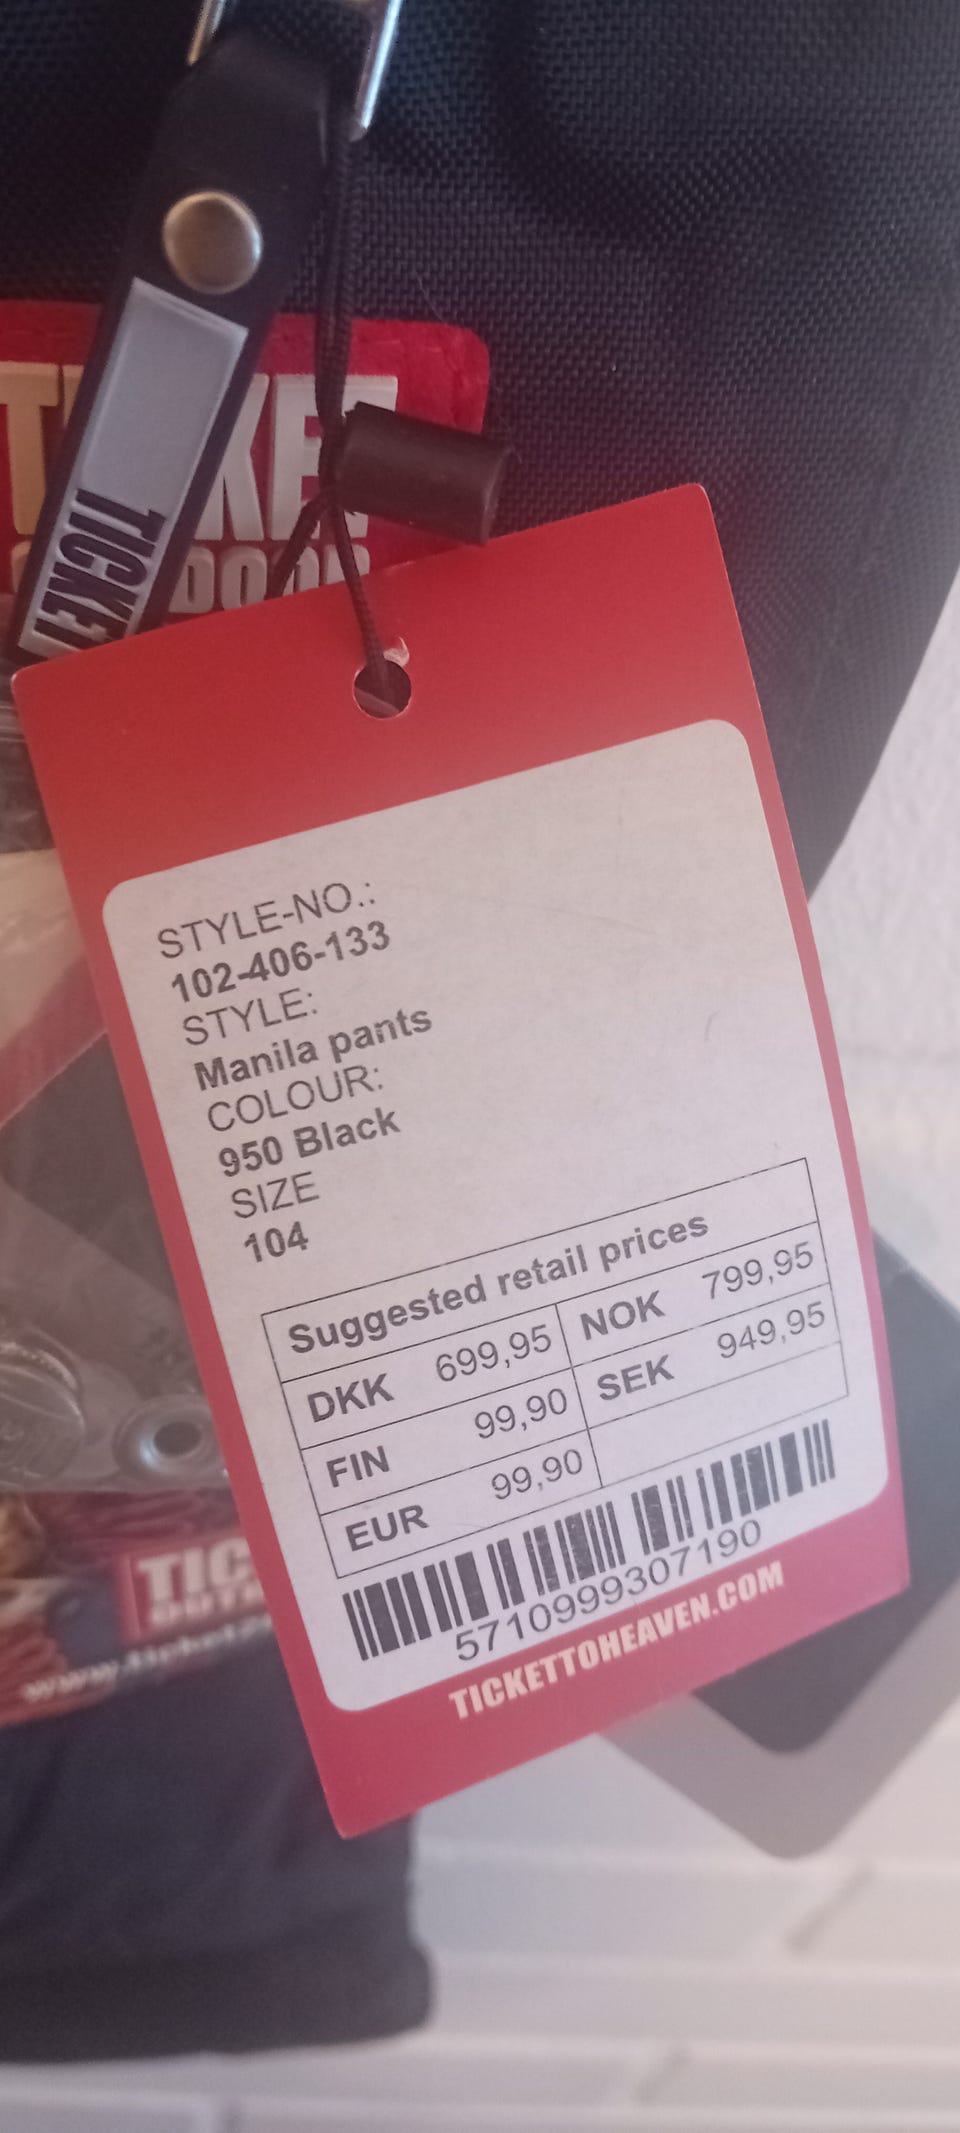 TICKET
TICKET
STYLE-NO.:
102-406-133
STYLE:
Manila pants
COLOUR:
950 Black
SIZE
104
Suggested retail prices
DKK 699,95 NOK 799,95
FIN 99,90 SEK 949,95
EUR 99,90
5710999307190
TICKETTOHEAVEN.COM